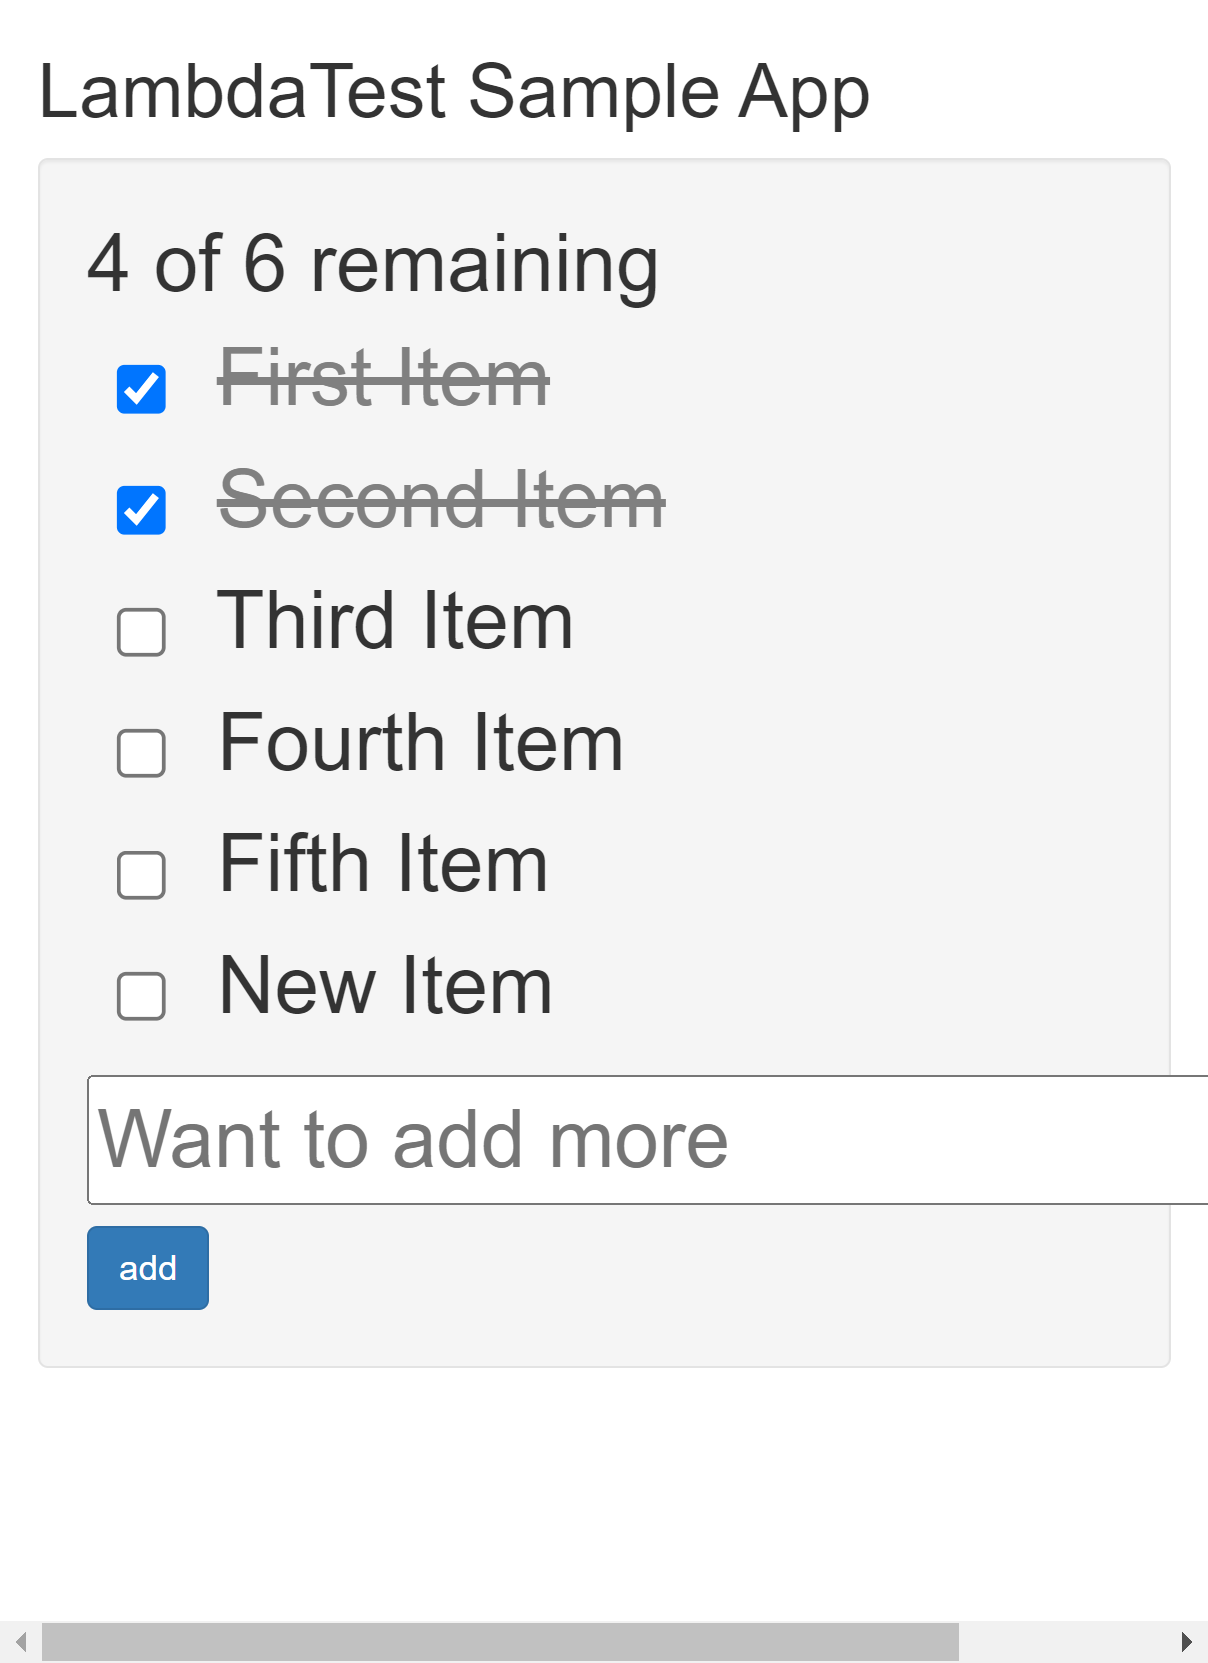 LambdaTest Sample App
4 of 6 remaining
First Item
Second Item
Third Item
Fourth Item
Fifth Item
New Item
Want to add more
add